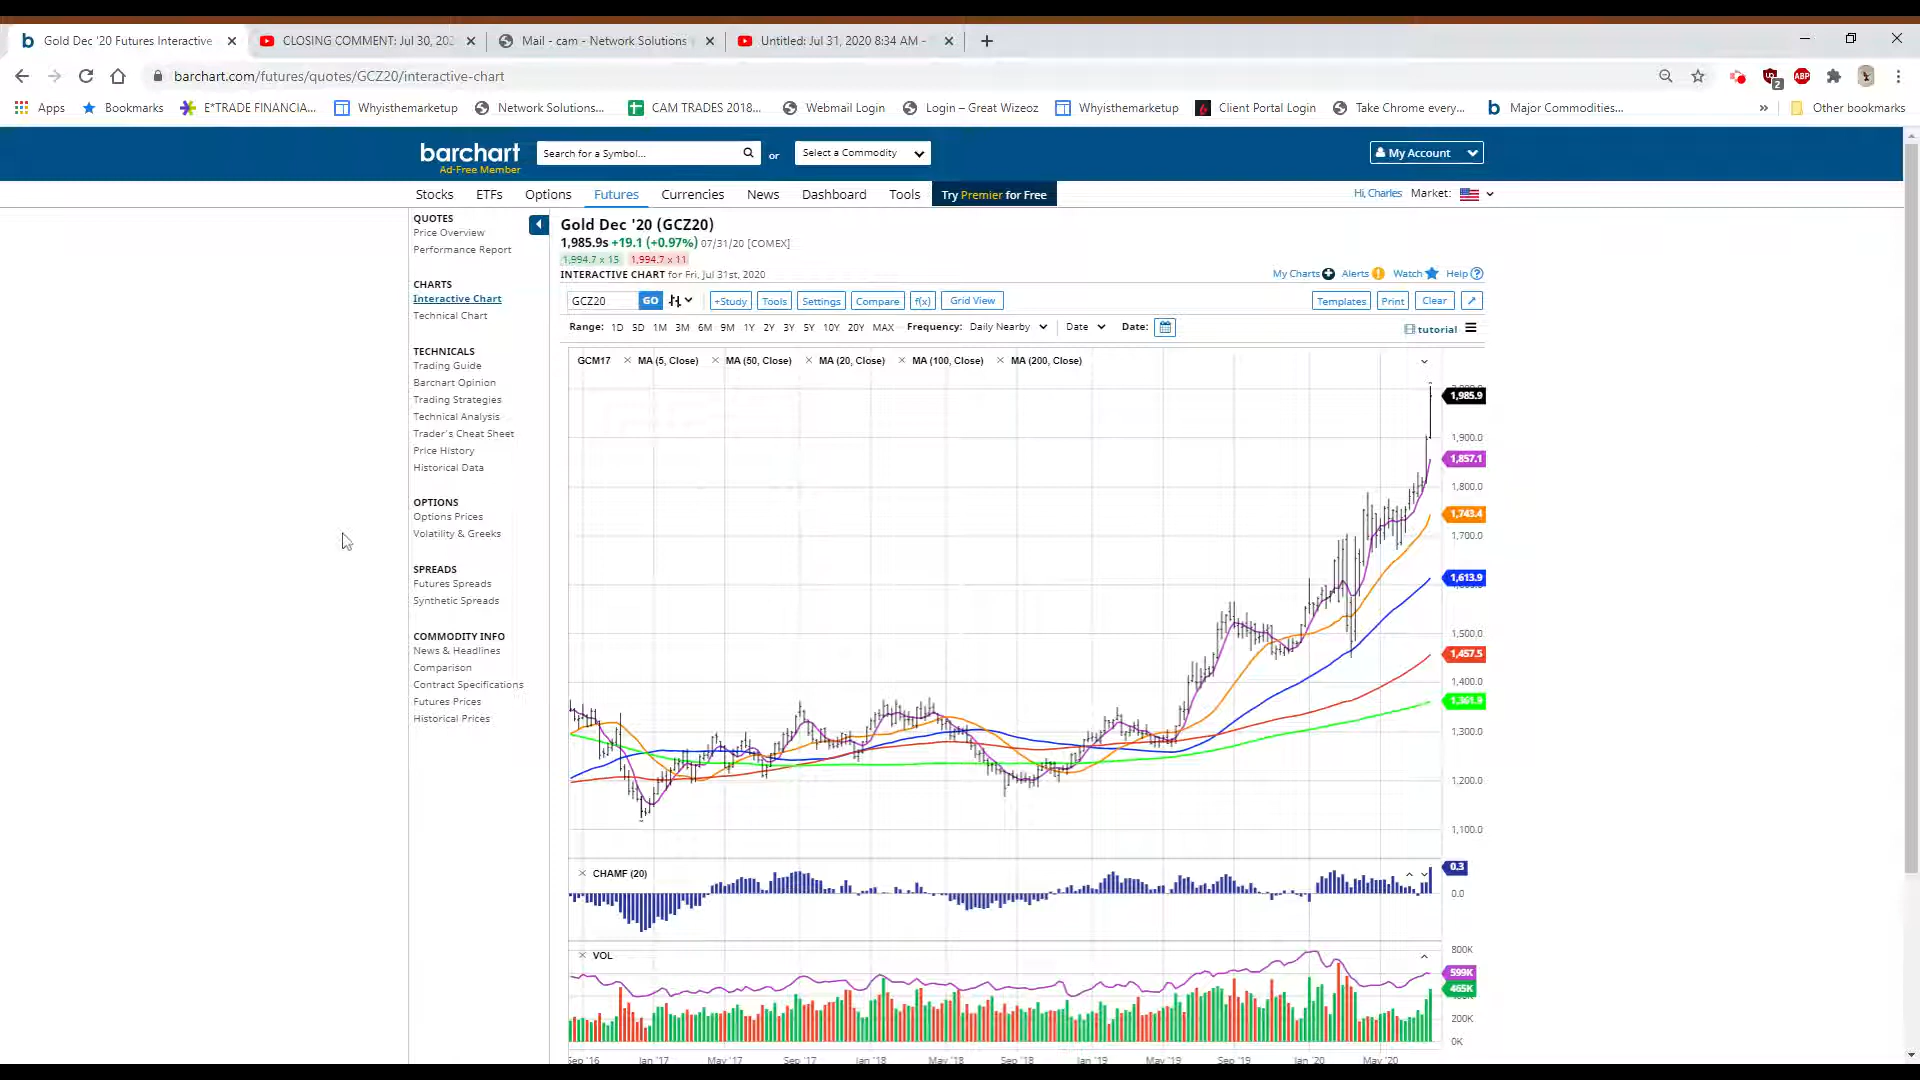 Gold Dec '20 Futures Interactive
CLOSING COMMENT: Jul 30, 202
Mail - cam - Network Solutions
Untitled: Jul 31, 2020 8:34 AM -
barchart.com/futures/quotes/GCZ20/interactive-chart
Apps Bookmarks E*TRADE FINANCIA... Whyisthemarketup Network Solutions... CAM TRADES 2018... Webmail Login Login – Great Wizeoz Whyisthemarketup Client Portal Login Take Chrome every... Major Commodities... » Other bookmarks
barchart
Ad-Free Member
Search for a Symbol...
or
Select a Commodity
My Account
Stocks ETFs Options Futures Currencies News Dashboard Tools Try Premier for Free
Hi, Charles Market:
QUOTES
Price Overview
Performance Report
CHARTS
Interactive Chart
Technical Chart
TECHNICALS
Trading Guide
Barchart Opinion
Trading Strategies
Technical Analysis
Trader's Cheat Sheet
Price History
Historical Data
OPTIONS
Options Prices
Volatility & Greeks
SPREADS
Futures Spreads
Synthetic Spreads
COMMODITY INFO
News & Headlines
Comparison
Contract Specifications
Futures Prices
Historical Prices
Gold Dec '20 (GCZ20)
1,985.9s +19.1 (+0.97%) 07/31/20 [COMEX]
1,994.7 x 15 1,994.7 x 11
INTERACTIVE CHART for Fri, Jul 31st, 2020
My Charts Alerts Watch Help
GCZ20 GO +Study Tools Settings Compare f(x) Grid View
Templates Print Clear
Range: 1D 5D 1M 3M 6M 9M 1Y 2Y 3Y 5Y 10Y 20Y MAX Frequency: Daily Nearby Date Date:
tutorial
GCM17 MA (5, Close) MA (50, Close) MA (20, Close) MA (100, Close) MA (200, Close)
1,985.9
1,900.0
1,857.1
1,800.0
1,743.4
1,700.0
1,613.9
1,500.0
1,457.5
1,400.0
1,361.9
1,300.0
1,200.0
1,100.0
CHAMF (20)
0.3
0.0
VOL
800K
599K
465K
200K
0K
Sep '16 Jan '17 May '17 Sep '17 Jan '18 May '18 Sep '18 Jan '19 May '19 Sep '19 Jan '20 May '20